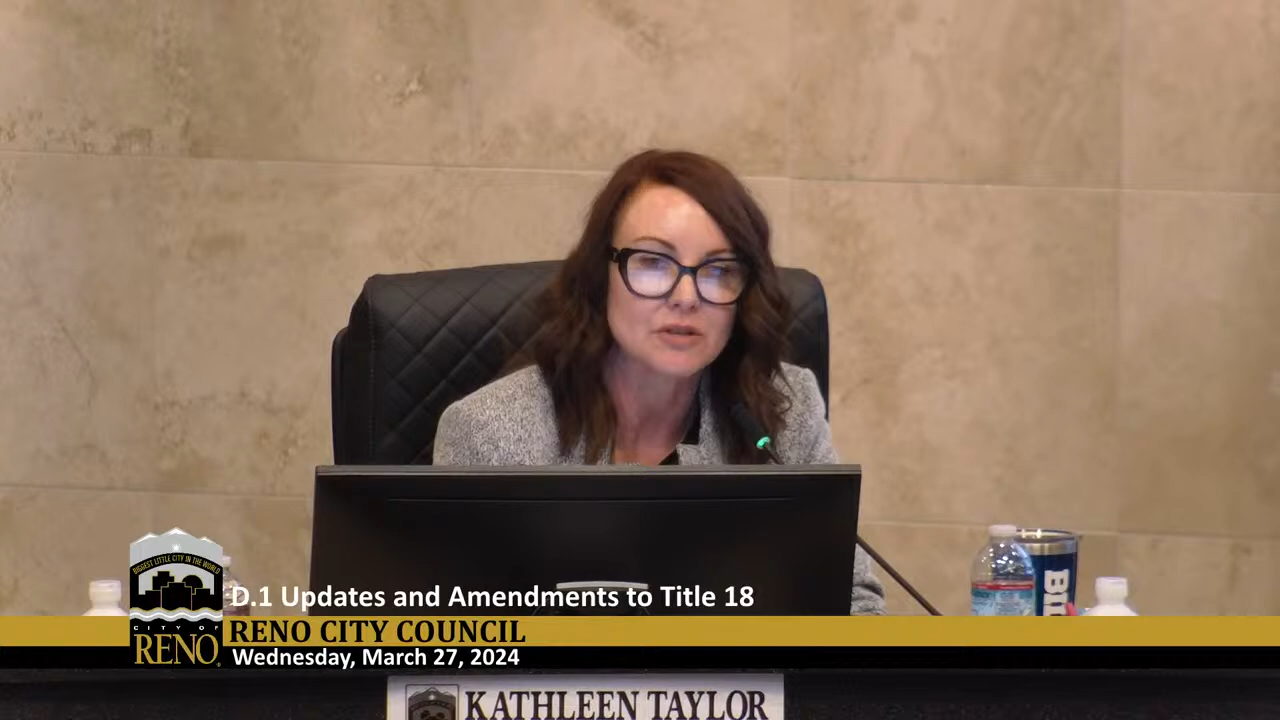 D.1 Updates and Amendments to Title 18
BIGGEST LITTLE CITY IN THE WORLD
CITY OF
RENO
RENO CITY COUNCIL
Wednesday, March 27, 2024
KATHLEEN TAYLOR